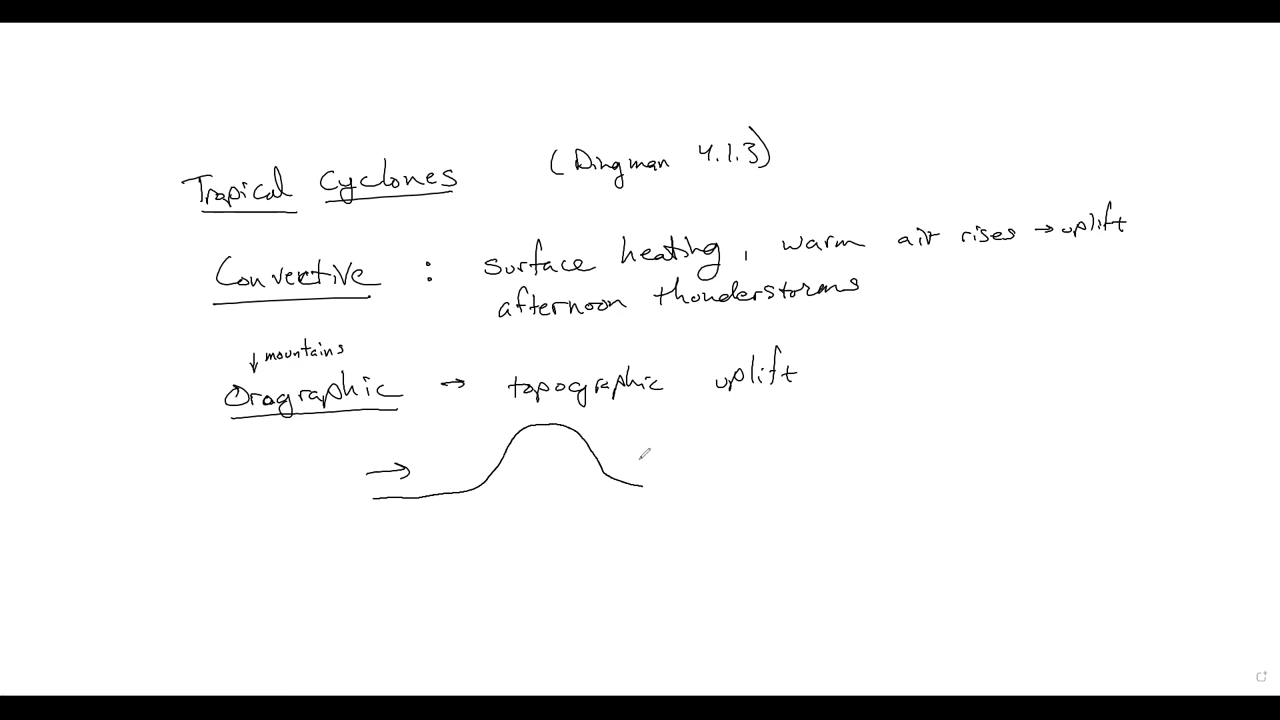 Tropical Cyclones (Dingman 4.1.3)
Convective : surface heating, warm air rises → uplift
afternoon thunderstorms
↓ mountains
Orographic → topographic uplift